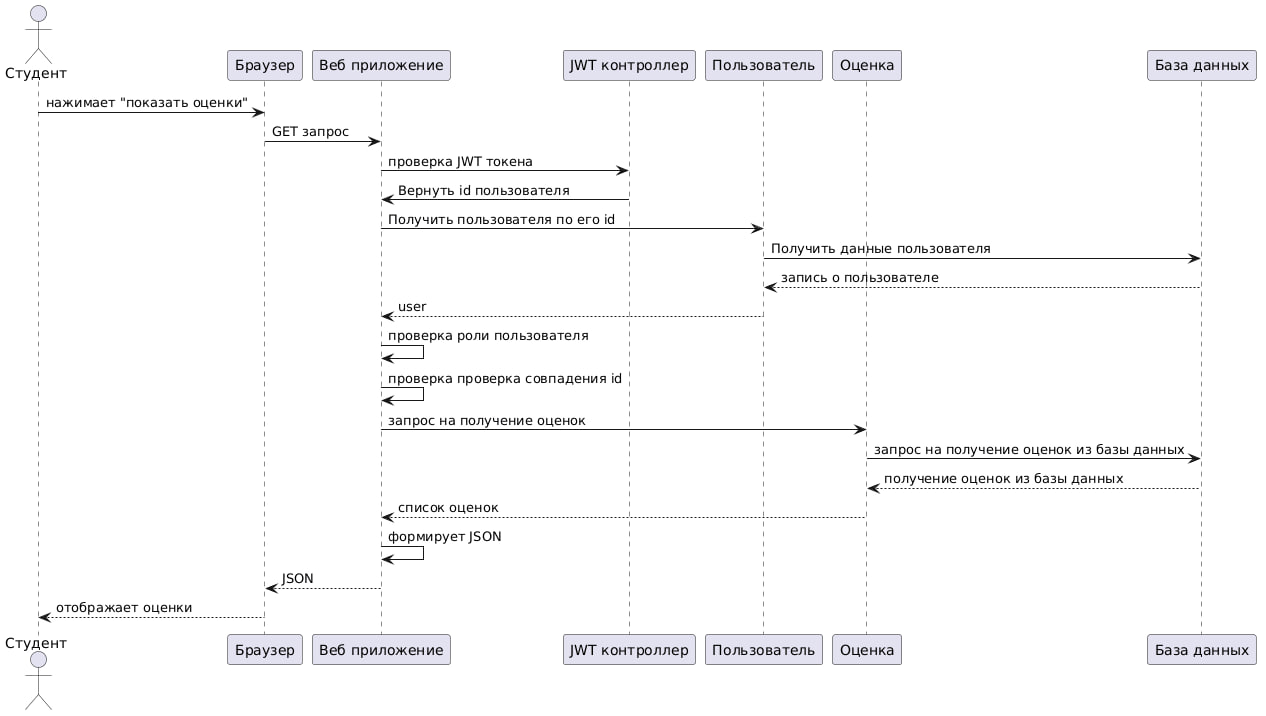 Студент
Браузер
Веб приложение
JWT контроллер
Пользователь
Оценка
База данных
нажимает "показать оценки"
GET запрос
проверка JWT токена
Вернуть id пользователя
Получить пользователя по его id
Получить данные пользователя
запись о пользователе
user
проверка роли пользователя
проверка проверка совпадения id
запрос на получение оценок
запрос на получение оценок из базы данных
получение оценок из базы данных
список оценок
формирует JSON
JSON
отображает оценки
Студент
Браузер
Веб приложение
JWT контроллер
Пользователь
Оценка
База данных